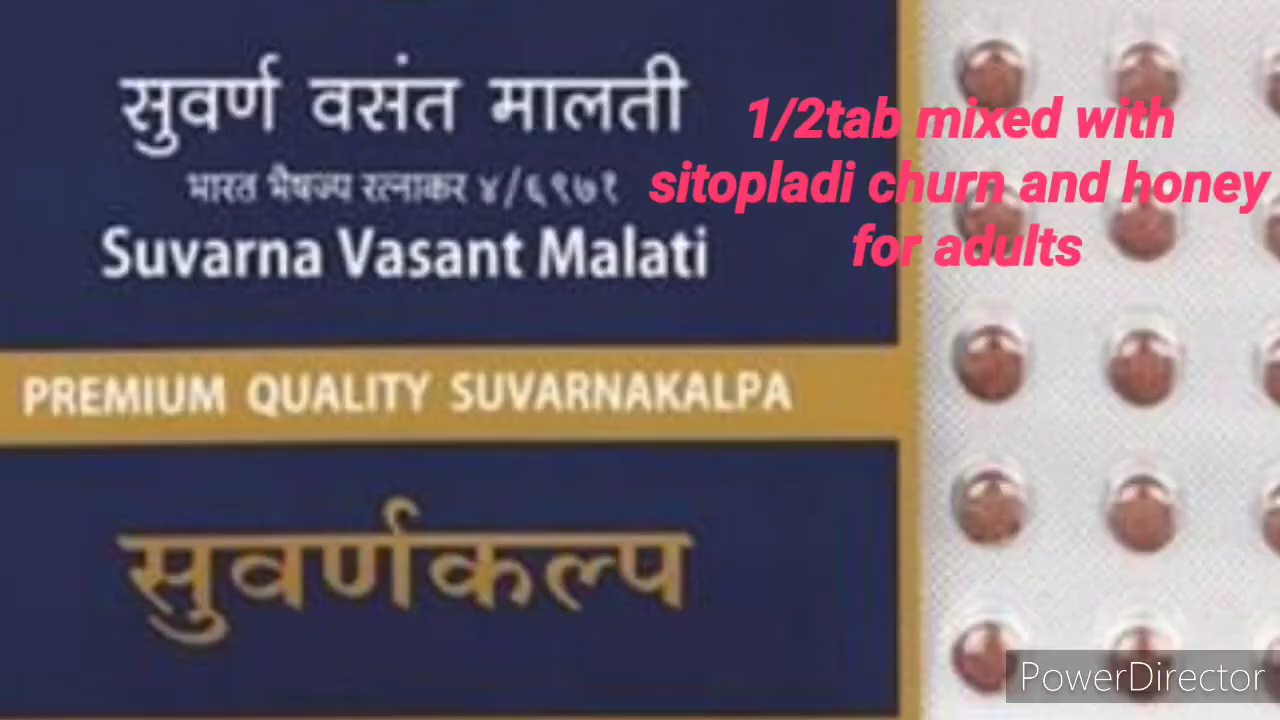 सुवर्ण वसंत मालती
भारत भैषज्य रत्नाकर ४/६९७१
Suvarna Vasant Malati
1/2tab mixed with
sitopladi churn and honey
for adults
PREMIUM QUALITY SUVARNAKALPA
सुवर्णकल्प
PowerDirector